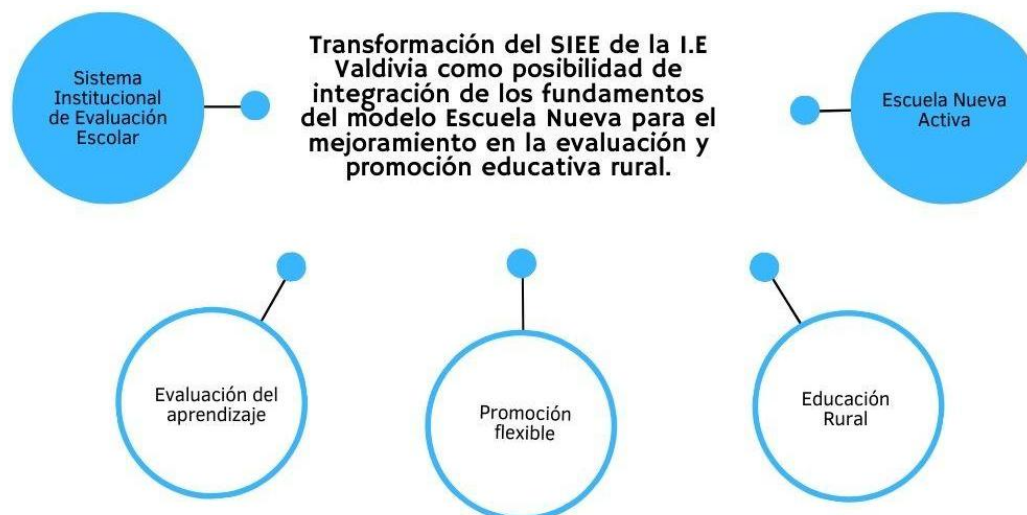 Transformación del SIEE de la I.E
Valdivia como posibilidad de
integración de los fundamentos
del modelo Escuela Nueva para el
mejoramiento en la evaluación y
promoción educativa rural.
Sistema
Institucional
de Evaluación
Escolar
Escuela Nueva
Activa
Evaluación del
aprendizaje
Promoción
flexible
Educación
Rural